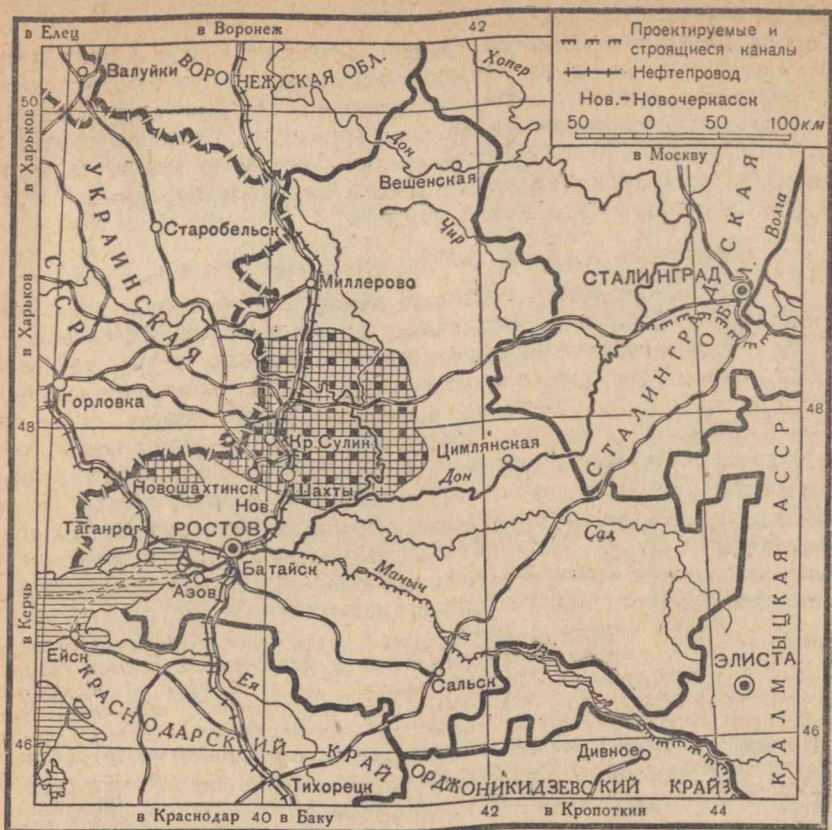 в Елец
в Воронеж
42
Проектируемые и
строящиеся каналы
Нефтепровод
Нов.-Новочеркасск
50 0 50 100км
Валуйки
ВОРОНЕЖСКАЯ ОБЛ.
Хопер
50
Дон
в Москву
в Харьков
Вешенская
Волга
УКРАИНСКАЯ
ССР
Чир
Старобельск
СТАЛИНГРАД
Миллерово
СТАЛИНГРАДСКАЯ
ОБЛ.
в Харьков
Горловка
48
48
Кр. Сулин
Цимлянская
Дон
Новошахтинск
Шахты
Нов.
Таганрог
РОСТОВ
Сал
Батайск
Маныч
Азов
в Керчь
Ейск
Ея
Сальск
ЭЛИСТА
КАЛМЫЦКАЯ АССР
КРАСНОДАРСКИЙ КРАЙ
46
46
Дивное
Тихорецк
ОРДЖОНИКИДЗЕВСКИЙ КРАЙ
в Краснодар 40 в Баку
42
в Кропоткин
44